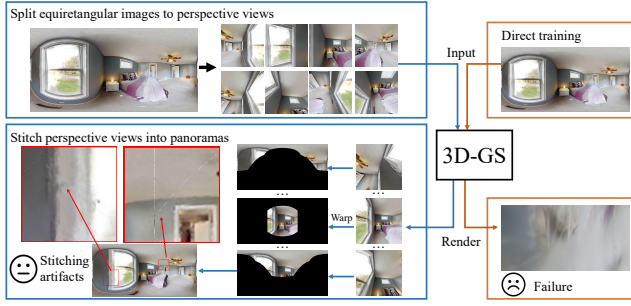 Split equiretangular images to perspective views
Input
Direct training
Stitch perspective views into panoramas
3D-GS
...
Warp
...
...
...
Render
Stitching
artifacts
Failure